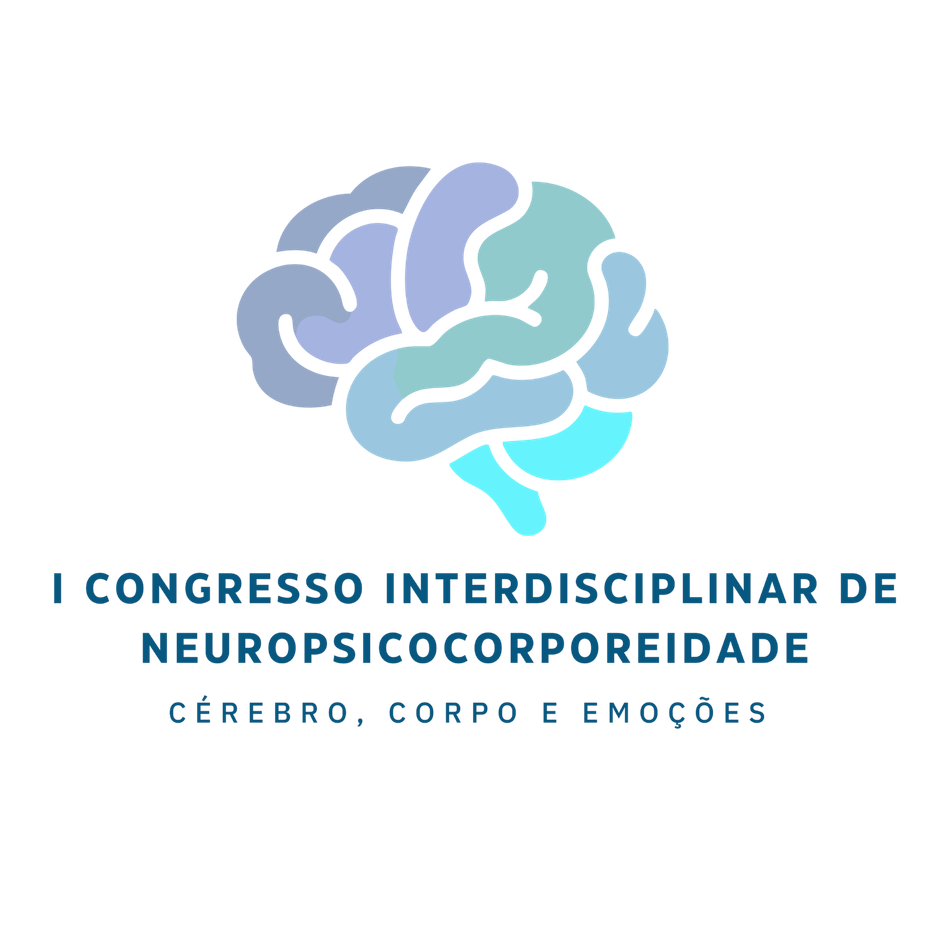 I CONGRESSO INTERDISCIPLINAR DE
NEUROPSICOCORPOREIDADE
CÉREBRO, CORPO E EMOÇÕES